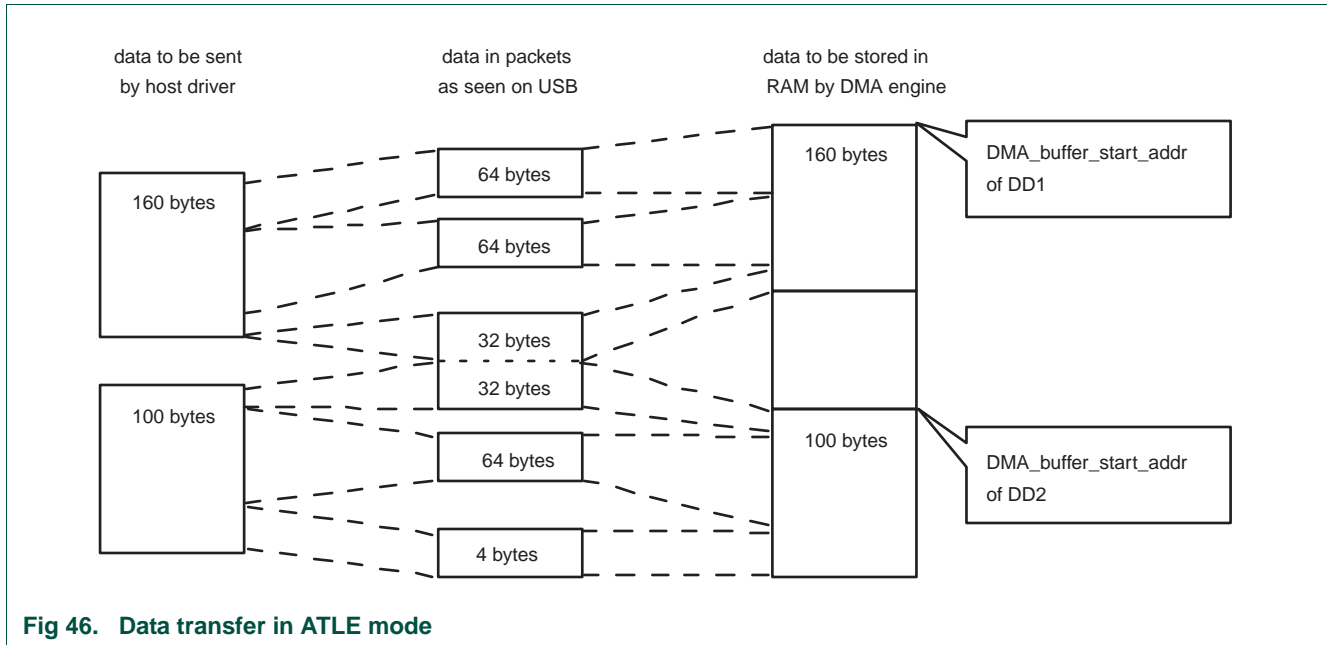 data to be sent
by host driver
data in packets
as seen on USB
data to be stored in
RAM by DMA engine
160 bytes
100 bytes
64 bytes
64 bytes
32 bytes
32 bytes
64 bytes
4 bytes
160 bytes
100 bytes
DMA_buffer_start_addr
of DD1
DMA_buffer_start_addr
of DD2
Fig 46. Data transfer in ATLE mode